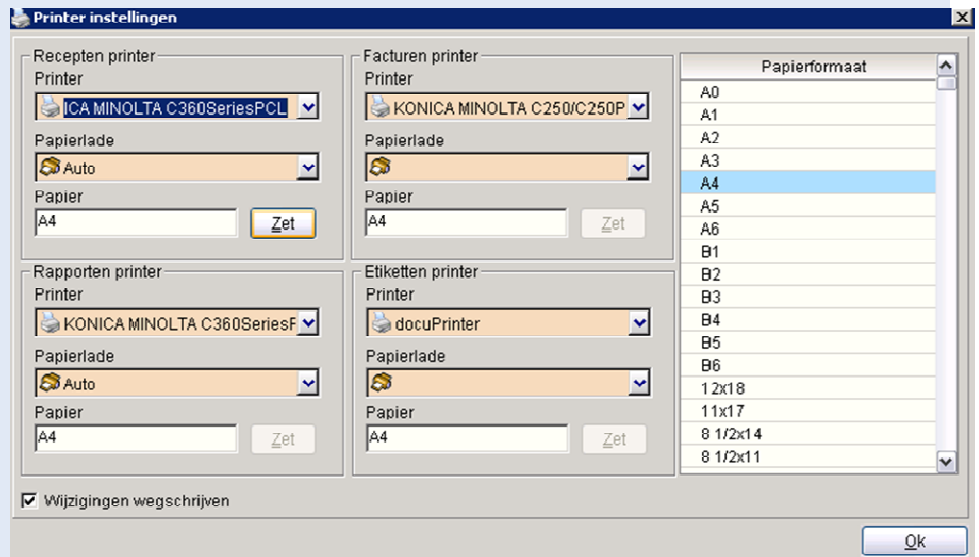 Printer instellingen
Recepten printer
Printer
ICA MINOLTA C360SeriesPCL
Papierlade
Auto
Papier
A4
Zet
Facturen printer
Printer
KONICA MINOLTA C250/C250P
Papierlade
Papier
A4
Zet
Rapporten printer
Printer
KONICA MINOLTA C360SeriesF
Papierlade
Auto
Papier
A4
Zet
Etiketten printer
Printer
docuPrinter
Papierlade
Papier
A4
Zet
Papierformaat
A0
A1
A2
A3
A4
A5
A6
B1
B2
B3
B4
B5
B6
12x18
11x17
8 1/2x14
8 1/2x11
Wijzigingen wegschrijven
Ok